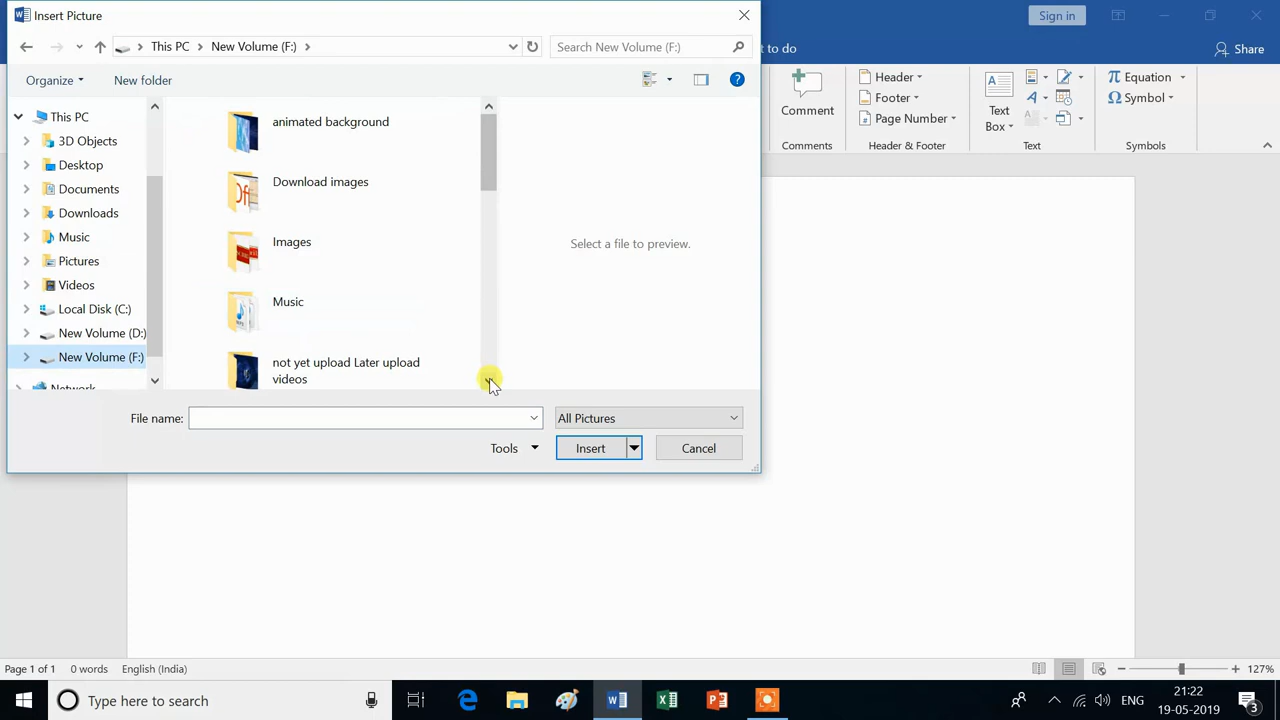 Insert Picture
Sign in
This PC
New Volume (F:)
Search New Volume (F:)
t to do
Share
Organize
New folder
Header
Footer
Page Number
Comment
Text
Box
Equation
Symbol
Comments
Header & Footer
Text
Symbols
This PC
3D Objects
Desktop
Documents
Downloads
Music
Pictures
Videos
Local Disk (C:)
New Volume (D:)
New Volume (F:)
Network
animated background
Download images
Images
Music
not yet upload Later upload
videos
Select a file to preview.
File name:
All Pictures
Tools
Insert
Cancel
Page 1 of 1
0 words
English (India)
127%
Type here to search
ENG
21:22
19-05-2019
3